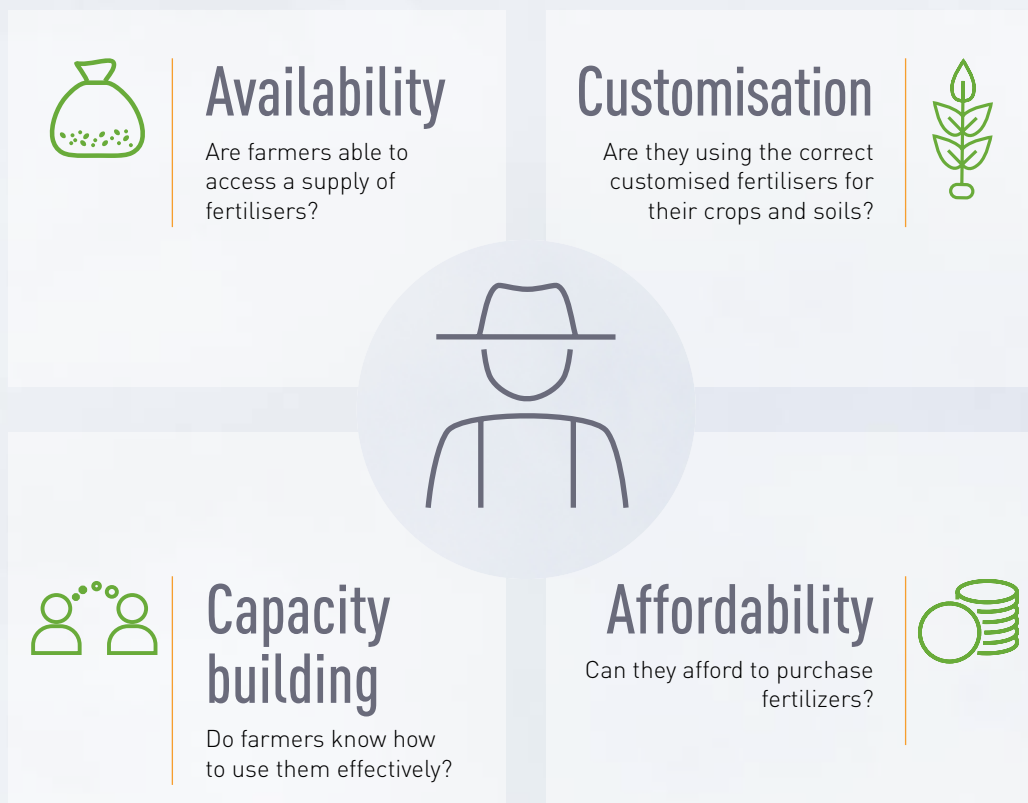 Availability
Are farmers able to
access a supply of
fertilisers?
Customisation
Are they using the correct
customised fertilisers for
their crops and soils?
Capacity
building
Do farmers know how
to use them effectively?
Affordability
Can they afford to purchase
fertilizers?